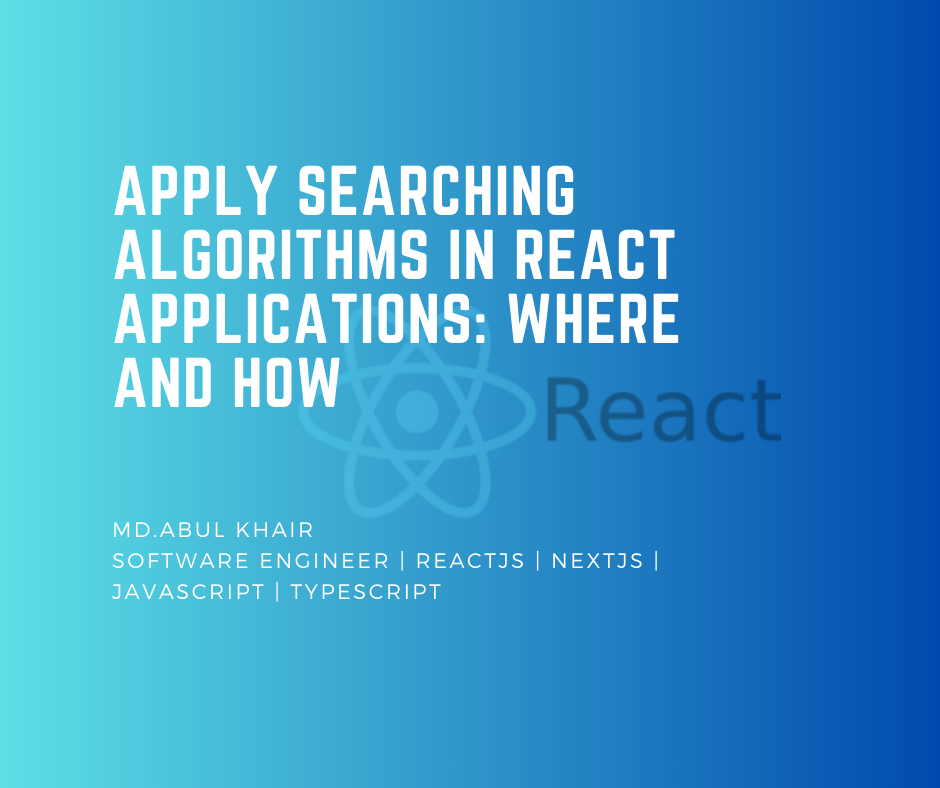 APPLY SEARCHING
ALGORITHMS IN REACT
APPLICATIONS: WHERE
AND HOW
React
MD.ABUL KHAIR
SOFTWARE ENGINEER | REACTJS | NEXTJS |
JAVASCRIPT | TYPESCRIPT